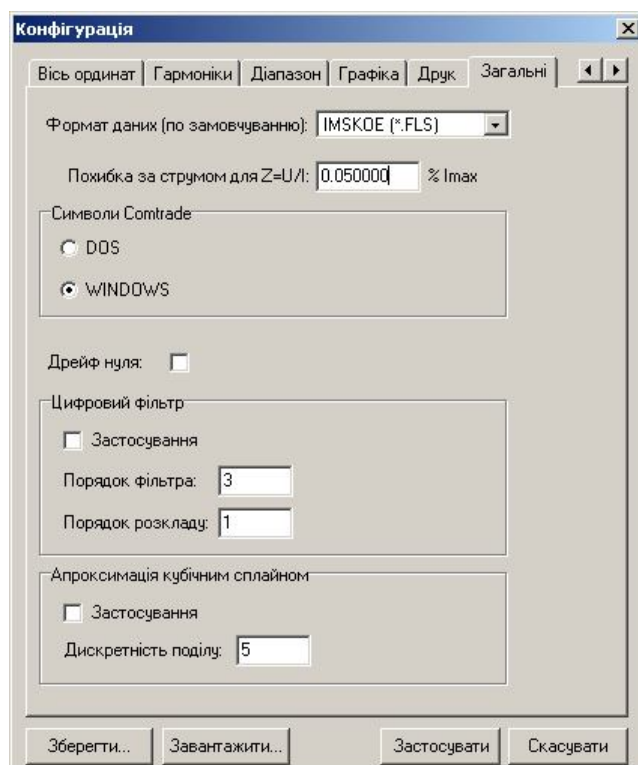 Конфігурація
Вісь ординат Гармоніки Діапазон Графіка Друк Загальні
Формат даних (по замовчуванню): IMSKOE (*.FLS)
Похибка за струмом для Z=U/I: 0.050000 % Imax
Символи Comtrade
DOS
WINDOWS
Дрейф нуля:
Цифровий фільтр
Застосування
Порядок фільтра: 3
Порядок розкладу: 1
Апроксимація кубічним сплайном
Застосування
Дискретність поділу: 5
Зберегти... Завантажити... Застосувати Скасувати